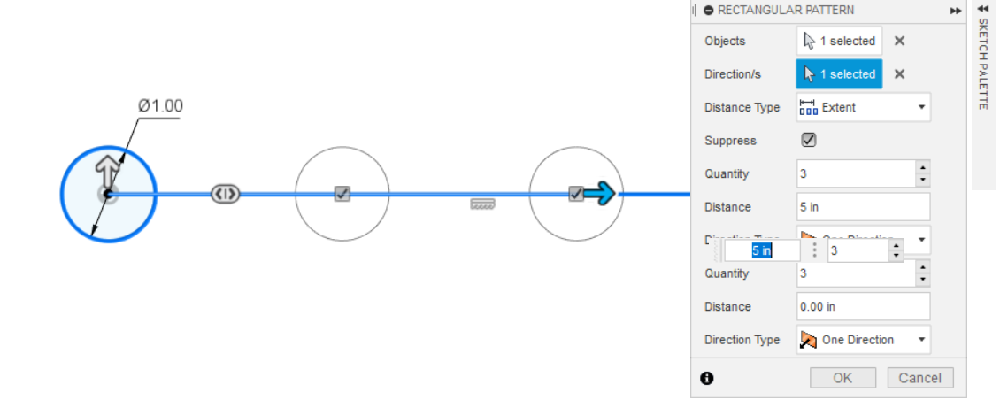 RECTANGULAR PATTERN
SKETCH PALETTE
Objects 1 selected
Direction/s 1 selected
Ø1.00
Distance Type Extent
Suppress
Quantity 3
Distance 5 in
Direction Type One Direction
5 in 3
Quantity 3
Distance 0.00 in
Direction Type One Direction
OK Cancel